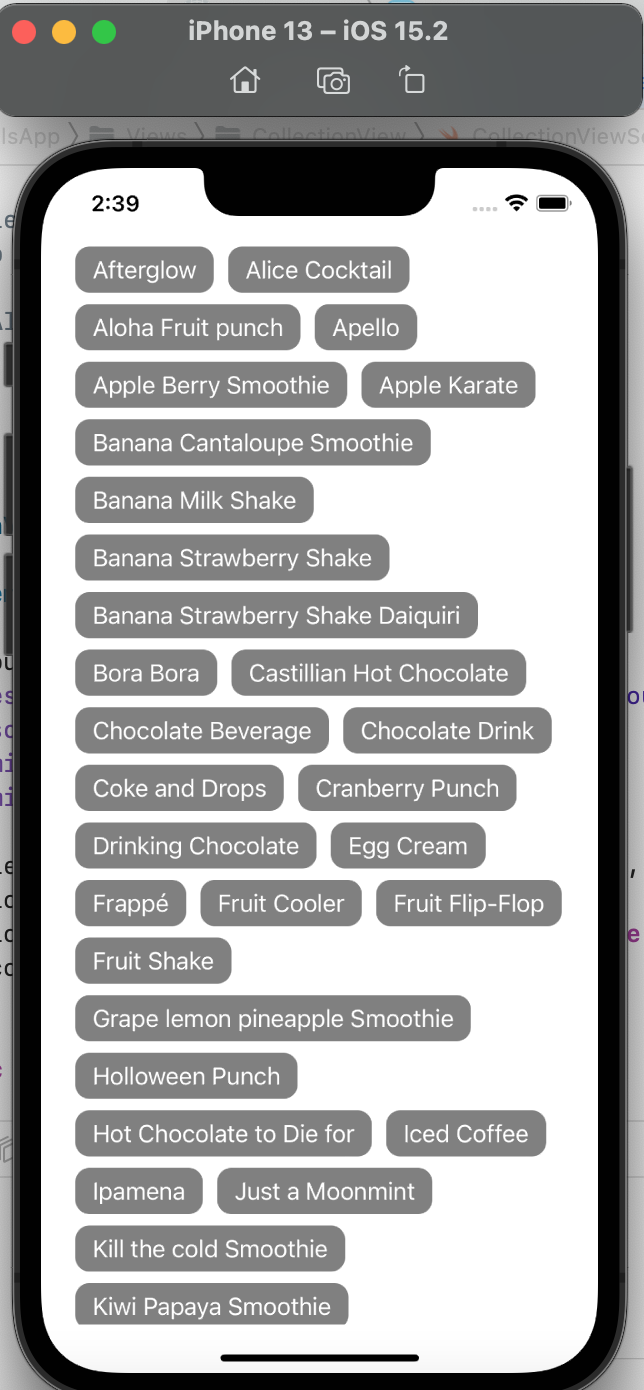 iPhone 13 – iOS 15.2
lsApp Views CollectionView
2:39
Afterglow Alice Cocktail
Aloha Fruit punch Apello
Apple Berry Smoothie Apple Karate
Banana Cantaloupe Smoothie
Banana Milk Shake
Banana Strawberry Shake
Banana Strawberry Shake Daiquiri
Bora Bora Castillian Hot Chocolate
Chocolate Beverage Chocolate Drink
Coke and Drops Cranberry Punch
Drinking Chocolate Egg Cream
Frappé Fruit Cooler Fruit Flip-Flop
Fruit Shake
Grape lemon pineapple Smoothie
Holloween Punch
Hot Chocolate to Die for Iced Coffee
Ipamena Just a Moonmint
Kill the cold Smoothie
Kiwi Papaya Smoothie